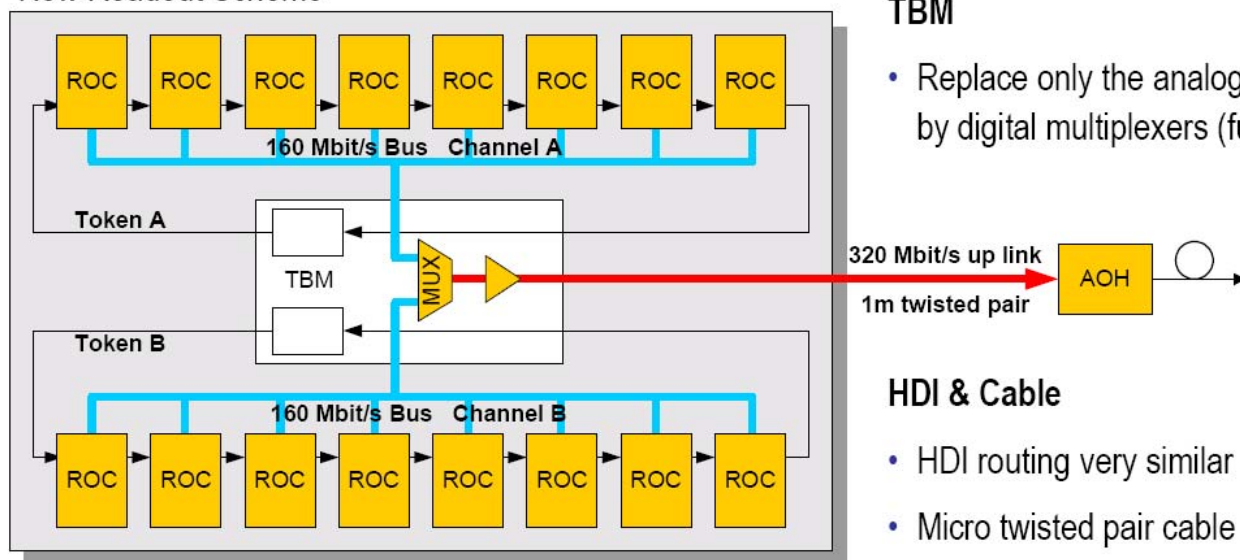 TBM
• Replace only the analog
by digital multiplexers
ROC ROC ROC ROC ROC ROC ROC ROC
160 Mbit/s Bus Channel A
Token A
TBM
MUX
320 Mbit/s up link
1m twisted pair
AOH
Token B
160 Mbit/s Bus Channel B
ROC ROC ROC ROC ROC ROC ROC ROC
HDI & Cable
• HDI routing very similar
• Micro twisted pair cable